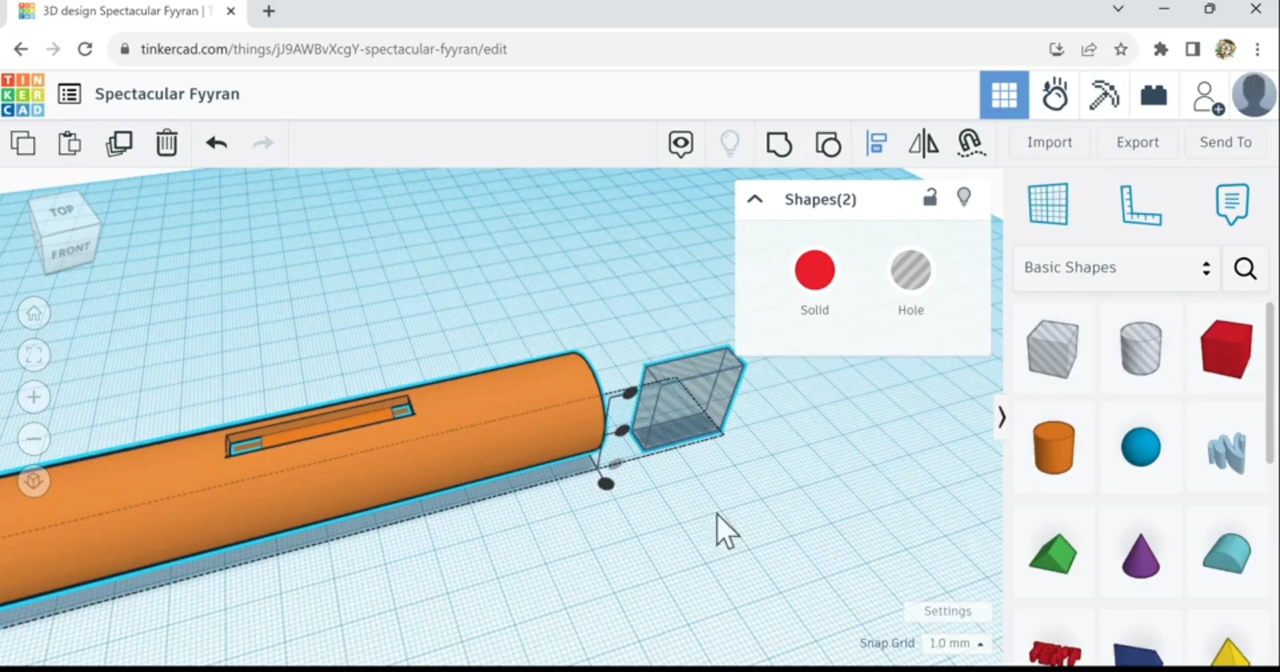 3D design Spectacular Fyyran |
tinkercad.com/things/jJ9AWBvXcgY-spectacular-fyyran/edit
TIN
KER
CAD
Spectacular Fyyran
Import
Export
Send To
TOP
FRONT
Shapes(2)
Solid
Hole
Basic Shapes
TEXT
Settings
Snap Grid
1.0 mm